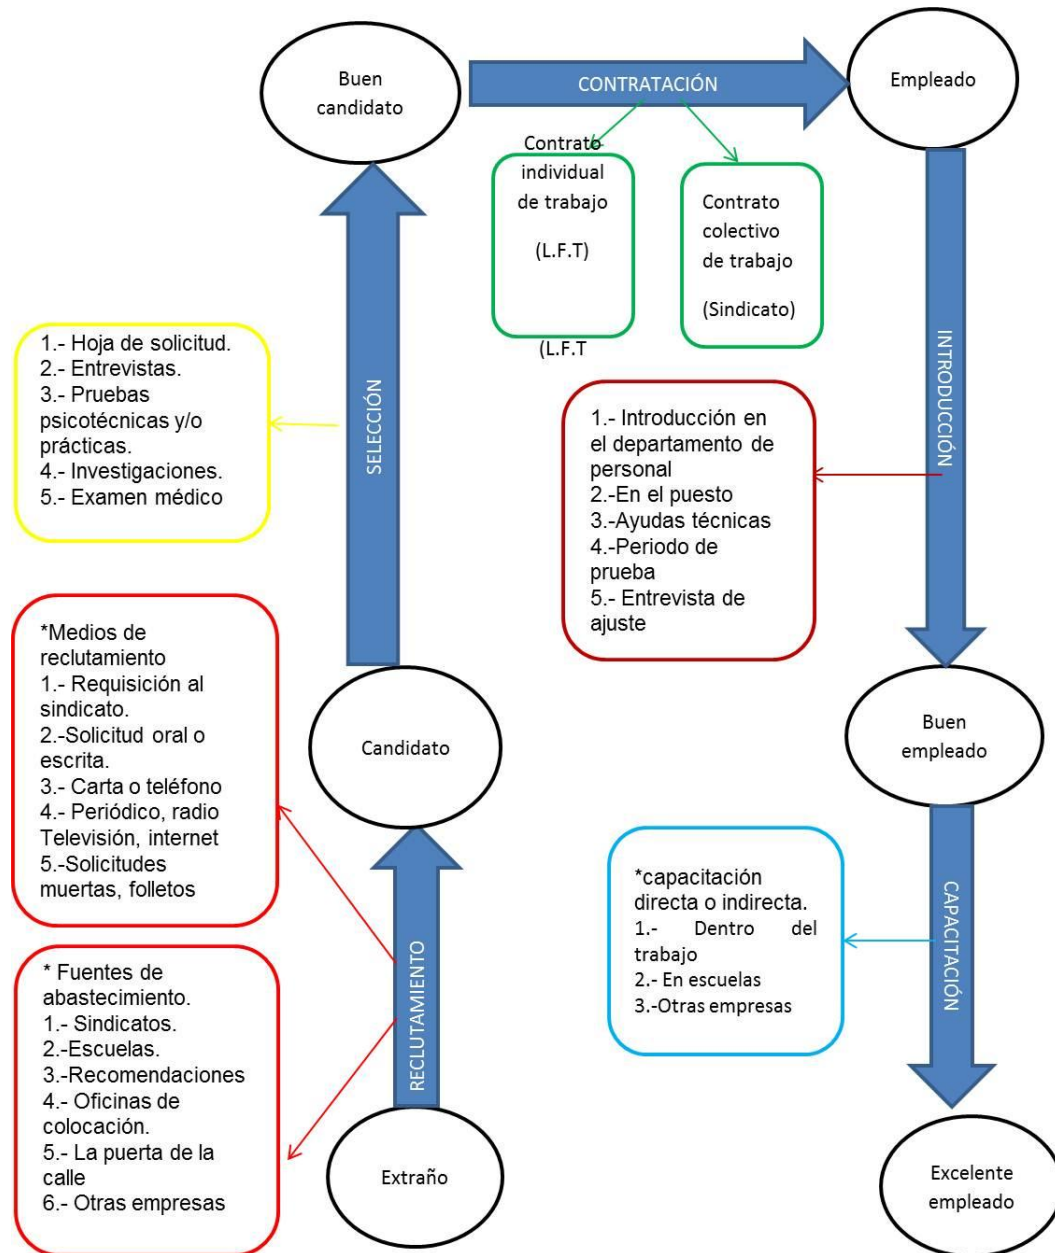 Buen
candidato
CONTRATACIÓN
Empleado
Contrato
individual
de trabajo
(L.F.T)
(L.F.T
Contrato
colectivo
de trabajo
(Sindicato)
1.- Hoja de solicitud.
2.- Entrevistas.
3.- Pruebas
psicotécnicas y/o
prácticas.
4.- Investigaciones.
5.- Examen médico
SELECCIÓN
INTRODUCCIÓN
1.- Introducción en
el departamento de
personal
2.-En el puesto
3.-Ayudas técnicas
4.-Periodo de
prueba
5.- Entrevista de
ajuste
*Medios de
reclutamiento
1.- Requisición al
sindicato.
2.-Solicitud oral o
escrita.
3.- Carta o teléfono
4.- Periódico, radio
Televisión, internet
5.-Solicitudes
muertas, folletos
Candidato
Buen
empleado
*capacitación
directa o indirecta.
1.- Dentro del
trabajo
2.- En escuelas
3.-Otras empresas
CAPACITACIÓN
* Fuentes de
abastecimiento.
1.- Sindicatos.
2.-Escuelas.
3.-Recomendaciones
4.- Oficinas de
colocación.
5.- La puerta de la
calle
6.- Otras empresas
RECLUTAMIENTO
Extraño
Excelente
empleado